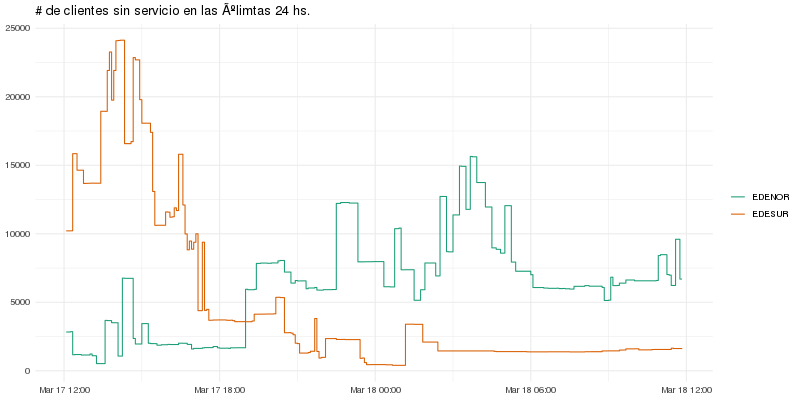 # de clientes sin servicio en las Ãºlimtas 24 hs.
25000
20000
15000
10000
5000
0
Mar 17 12:00 Mar 17 18:00 Mar 18 00:00 Mar 18 06:00 Mar 18 12:00
EDENOR
EDESUR